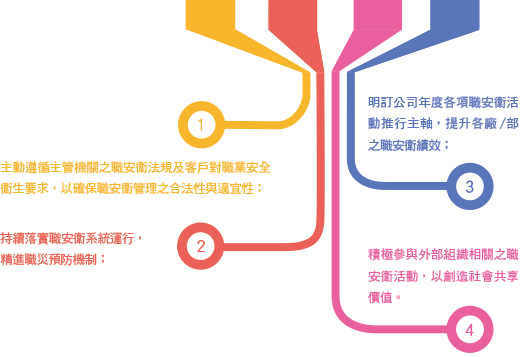 1
主動遵循主管機關之職安衛法規及客戶對職業安全
衛生要求，以確保職安衛管理之合法性與適宜性；
2
持續落實職安衛系統運行，
精進職災預防機制；
明訂公司年度各項職安衛活
動推行主軸，提升各廠/部
之職安衛績效；
3
積極參與外部組織相關之職
安衛活動，以創造社會共享
價值。
4